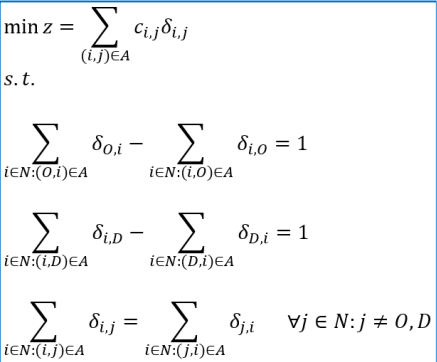 min z = ∑_{(i,j)∈A} c_{i,j} δ_{i,j}
s.t.
∑_{i∈N:(O,i)∈A} δ_{O,i} − ∑_{i∈N:(i,O)∈A} δ_{i,O} = 1
∑_{i∈N:(i,D)∈A} δ_{i,D} − ∑_{i∈N:(D,i)∈A} δ_{D,i} = 1
∑_{i∈N:(i,j)∈A} δ_{i,j} = ∑_{i∈N:(j,i)∈A} δ_{j,i} ∀j ∈ N: j ≠ O, D